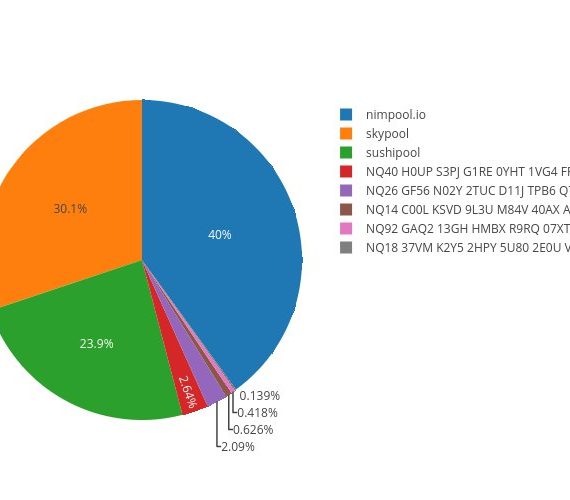 nimpool.io
skypool
sushipool
NQ40 H0UP S3PJ G1RE 0YHT 1VG4
NQ26 GF56 N02Y 2TUC D11J TPB6
NQ14 C00L KSVD 9L3U M84V 40AX
NQ92 GAQ2 13GH HMBX R9RQ 07XT
NQ18 37VM K2Y5 2HPY 5U80 2E0U
30.1%
40%
23.9%
2.64%
0.139%
0.418%
0.626%
2.09%